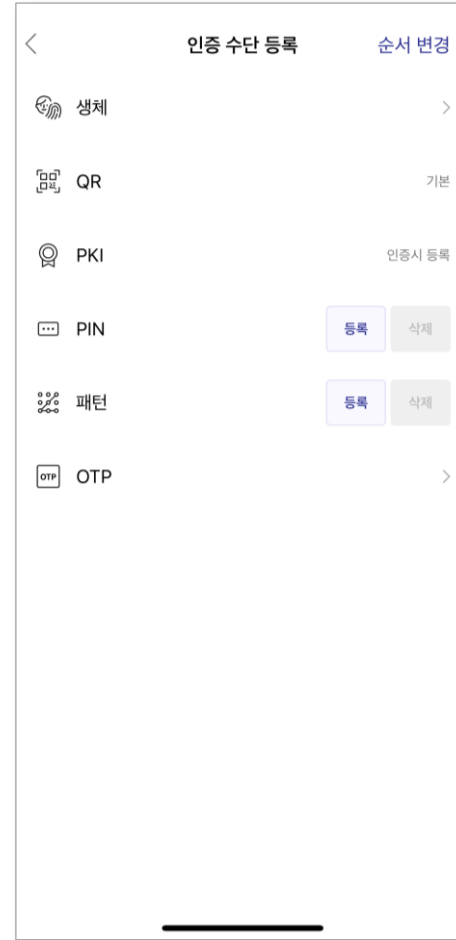 인증 수단 등록 순서 변경
생체
QR 기본
PKI 인증시 등록
PIN 등록 삭제
패턴 등록 삭제
OTP OTP